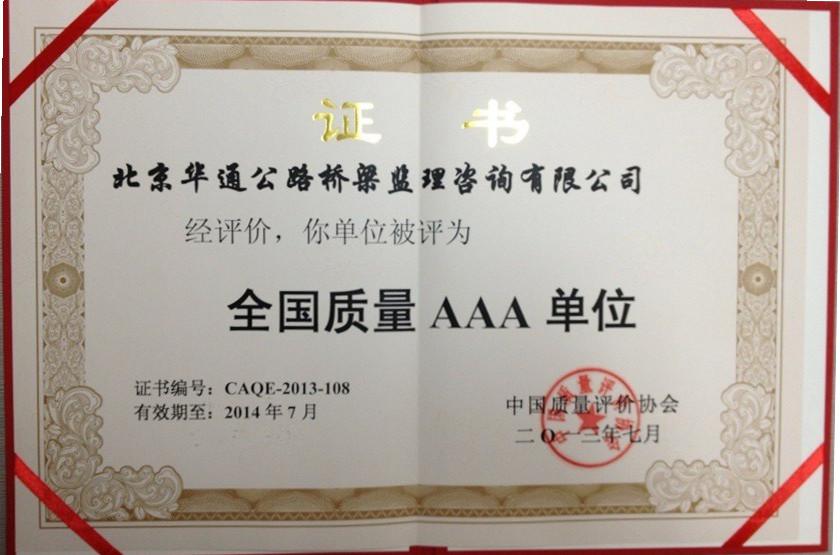 证书
北京华通公路桥梁监理咨询有限公司
经评价，你单位被评为
全国质量 AAA 单位
证书编号：CAQE-2013-108
有效期至：2014 年 7 月
中国质量评价协会
二〇一三年七月